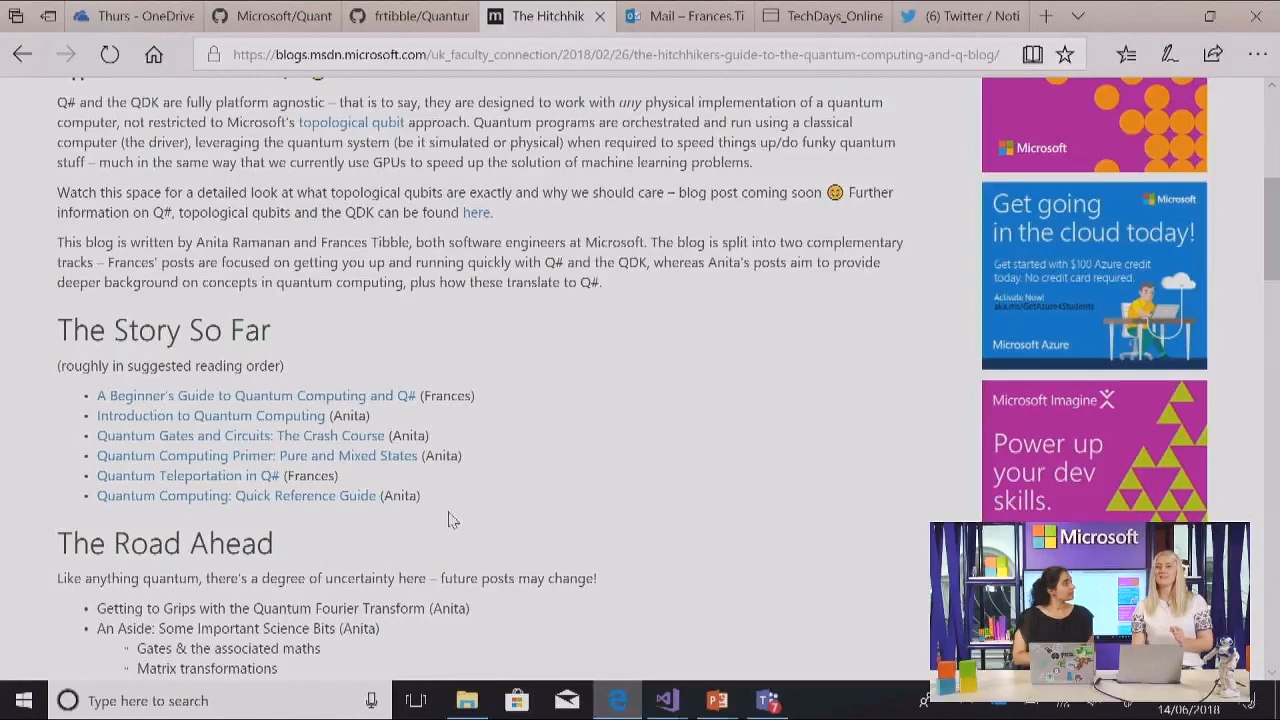 Thurs - OneDrive
Microsoft/Quant
frtibble/Quantur
The Hitchhik
Mail – Frances.Ti
TechDays_Online
(6) Twitter / Noti
https://blogs.msdn.microsoft.com/uk_faculty_connection/2018/02/26/the-hitchhikers-guide-to-the-quantum-computing-and-q-blog/
Q# and the QDK are fully platform agnostic – that is to say, they are designed to work with any physical implementation of a quantum
computer, not restricted to Microsoft's topological qubit approach. Quantum programs are orchestrated and run using a classical
computer (the driver), leveraging the quantum system (be it simulated or physical) when required to speed things up/do funky quantum
stuff – much in the same way that we currently use GPUs to speed up the solution of machine learning problems.
Watch this space for a detailed look at what topological qubits are exactly and why we should care – blog post coming soon 😊 Further
information on Q#, topological qubits and the QDK can be found here.
This blog is written by Anita Ramanan and Frances Tibble, both software engineers at Microsoft. The blog is split into two complementary
tracks – Frances' posts are focused on getting you up and running quickly with Q# and the QDK, whereas Anita's posts aim to provide
deeper background on concepts in quantum computing, plus how these translate to Q#.
The Story So Far
(roughly in suggested reading order)
• A Beginner's Guide to Quantum Computing and Q# (Frances)
• Introduction to Quantum Computing (Anita)
• Quantum Gates and Circuits: The Crash Course (Anita)
• Quantum Computing Primer: Pure and Mixed States (Anita)
• Quantum Teleportation in Q# (Frances)
• Quantum Computing: Quick Reference Guide (Anita)
The Road Ahead
Like anything quantum, there's a degree of uncertainty here – future posts may change!
• Getting to Grips with the Quantum Fourier Transform (Anita)
• An Aside: Some Important Science Bits (Anita)
Gates & the associated maths
Matrix transformations
Microsoft
Microsoft
Get going
in the cloud today!
Get started with $100 Azure credit
today. No credit card required.
Activate Now!
aka.ms/GetAzure4Students
Microsoft Azure
Microsoft Imagine
Power up
your dev
skills.
Microsoft
Type here to search
14/06/2018